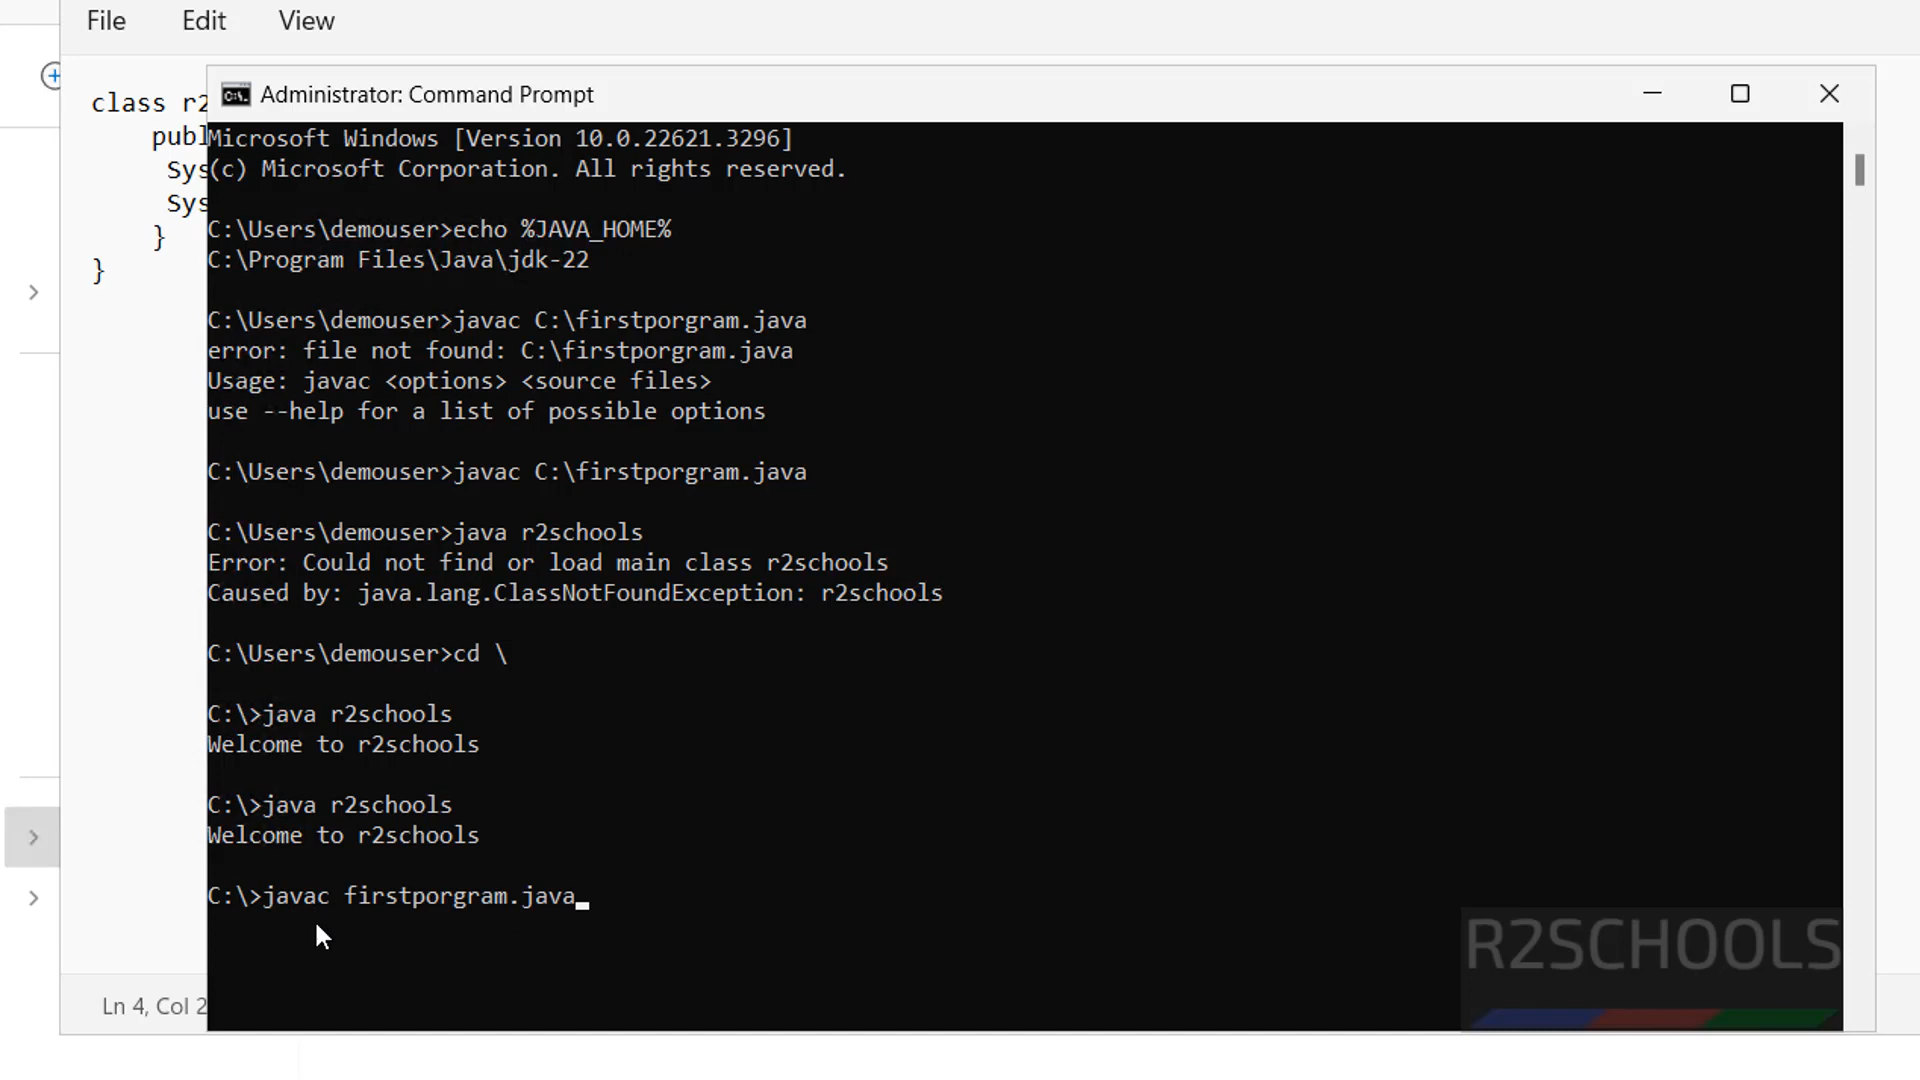 File Edit View
class r2
publ
Sys
Sys
}
}
Administrator: Command Prompt
Microsoft Windows [Version 10.0.22621.3296]
(c) Microsoft Corporation. All rights reserved.
C:\Users\demouser>echo %JAVA_HOME%
C:\Program Files\Java\jdk-22
C:\Users\demouser>javac C:\firstporgram.java
error: file not found: C:\firstporgram.java
Usage: javac <options> <source files>
use --help for a list of possible options
C:\Users\demouser>javac C:\firstporgram.java
C:\Users\demouser>java r2schools
Error: Could not find or load main class r2schools
Caused by: java.lang.ClassNotFoundException: r2schools
C:\Users\demouser>cd \
C:\>java r2schools
Welcome to r2schools
C:\>java r2schools
Welcome to r2schools
C:\>javac firstporgram.java
R2SCHOOLS
Ln 4, Col 2